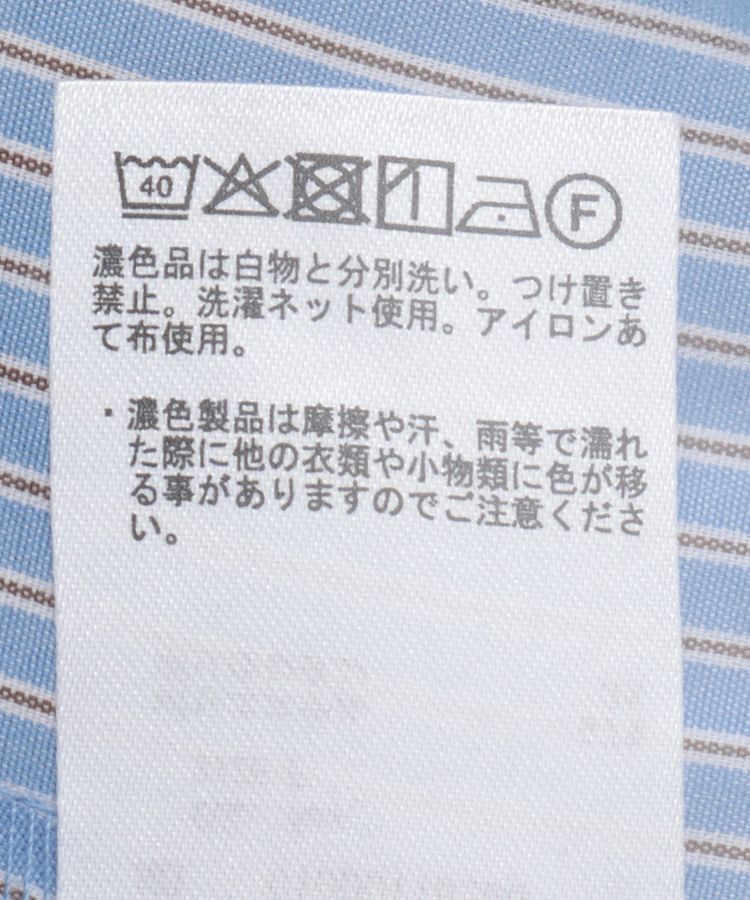 40 F
濃色品は白物と分別洗い。つけ置き
禁止。洗濯ネット使用。アイロンあ
て布使用。
・濃色製品は摩擦や汗、雨等で濡れ
た際に他の衣類や小物類に色が移
る事がありますのでご注意くださ
い。